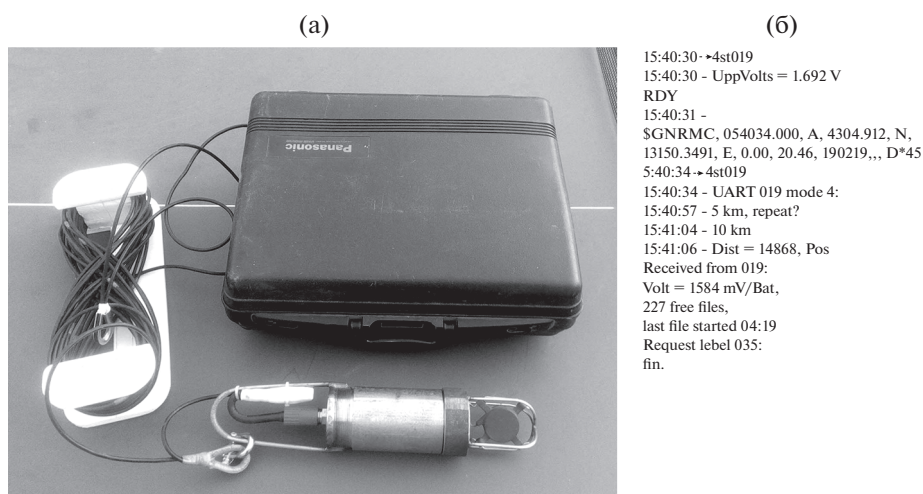 (а)
Panasonic
(б)
15:40:30-➛4st019
15:40:30 - UppVolts = 1.692 V
RDY
15:40:31 -
$GNRMC, 054034.000, A, 4304.912, N,
13150.3491, E, 0.00, 20.46, 190219,,, D*45
5:40:34-➛4st019
15:40:34 - UART 019 mode 4:
15:40:57 - 5 km, repeat?
15:41:04 - 10 km
15:41:06 - Dist = 14868, Pos
Received from 019:
Volt = 1584 mV/Bat,
227 free files,
last file started 04:19
Request lebel 035:
fin.